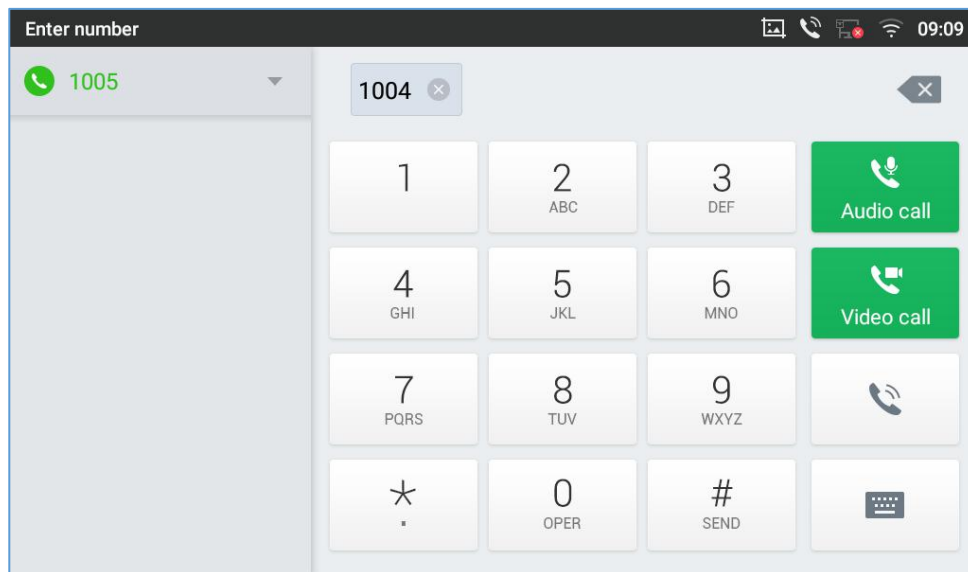 Enter number
09:09
1005
1004
1
2
ABC
3
DEF
Audio call
4
GHI
5
JKL
6
MNO
Video call
7
PQRS
8
TUV
9
WXYZ
*
.
0
OPER
#
SEND